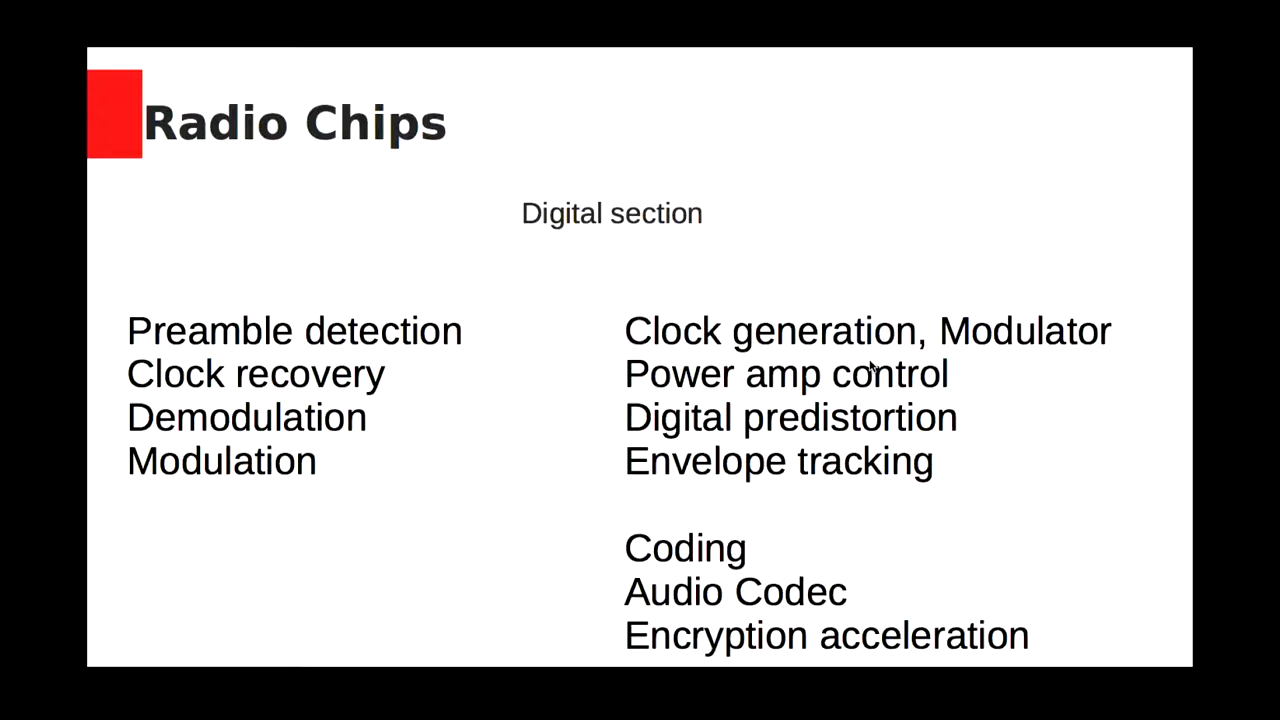 Radio Chips
Digital section
Preamble detection
Clock recovery
Demodulation
Modulation
Clock generation, Modulator
Power amp control
Digital predistortion
Envelope tracking
Coding
Audio Codec
Encryption acceleration